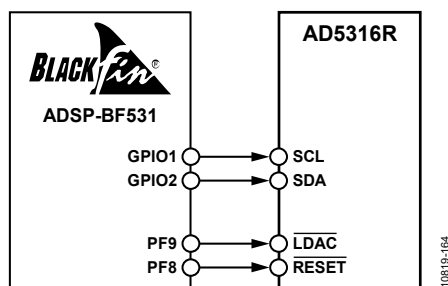 AD5316R
BLACKfin®
ADSP-BF531
GPIO1 SCL
GPIO2 SDA
PF9 LDAC
PF8 RESET
10819-164